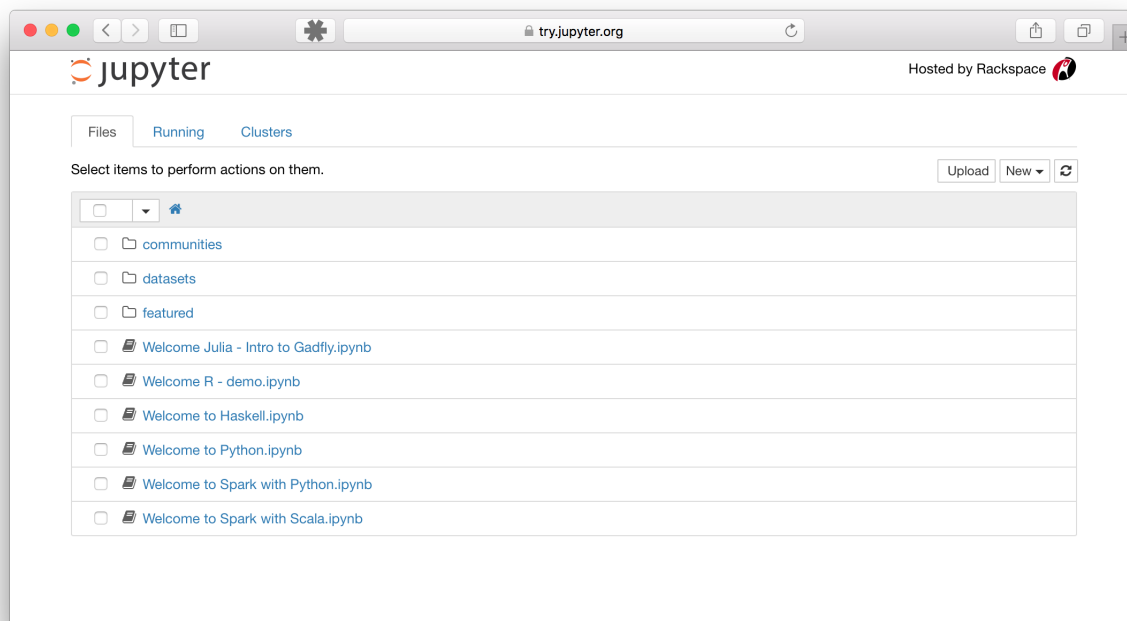 try.jupyter.org
jupyter
Hosted by Rackspace
Files Running Clusters
Select items to perform actions on them. Upload New
communities
datasets
featured
Welcome Julia - Intro to Gadfly.ipynb
Welcome R - demo.ipynb
Welcome to Haskell.ipynb
Welcome to Python.ipynb
Welcome to Spark with Python.ipynb
Welcome to Spark with Scala.ipynb